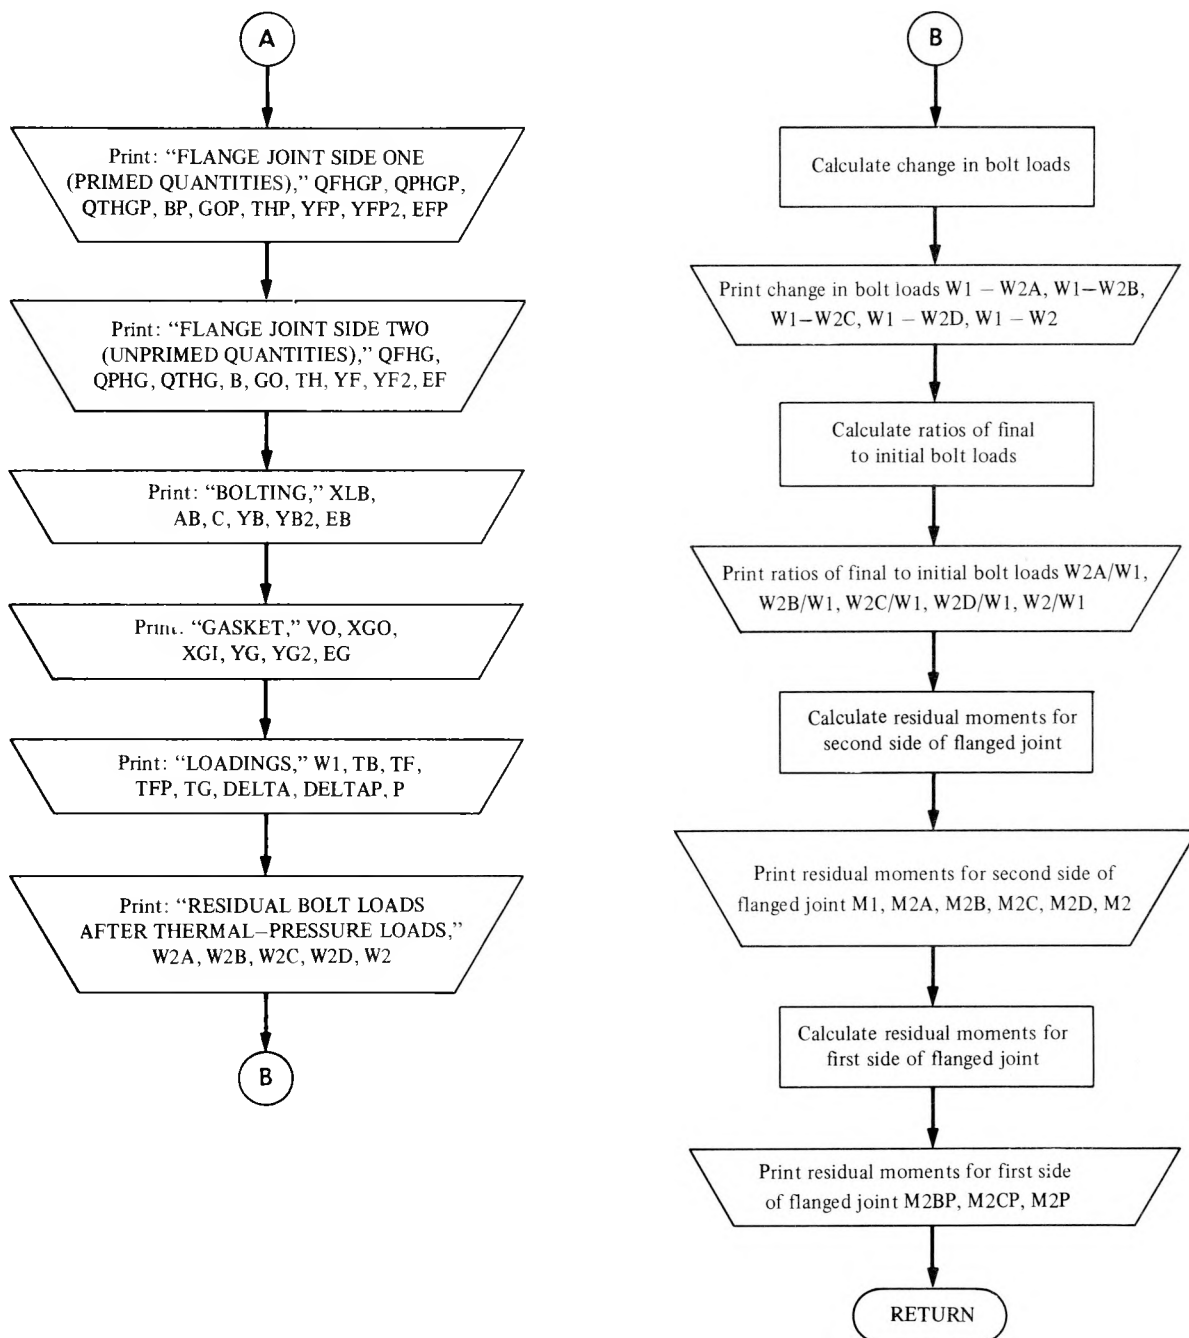 A
Print: “FLANGE JOINT SIDE ONE
(PRIMED QUANTITIES),” QFHGP, QPHGP,
QTHGP, BP, GOP, THP, YFP, YFP2, EFP
Print: “FLANGE JOINT SIDE TWO
(UNPRIMED QUANTITIES),” QFHG,
QPHG, QTHG, B, GO, TH, YF, YF2, EF
Print: “BOLTING,” XLB,
AB, C, YB, YB2, EB
Print. “GASKET,” VO, XGO,
XGI, YG, YG2, EG
Print: “LOADINGS,” W1, TB, TF,
TFP, TG, DELTA, DELTAP, P
Print: “RESIDUAL BOLT LOADS
AFTER THERMAL–PRESSURE LOADS,”
W2A, W2B, W2C, W2D, W2
B
B
Calculate change in bolt loads
Print change in bolt loads W1 – W2A, W1–W2B,
W1–W2C, W1 – W2D, W1 – W2
Calculate ratios of final
to initial bolt loads
Print ratios of final to initial bolt loads W2A/W1,
W2B/W1, W2C/W1, W2D/W1, W2/W1
Calculate residual moments for
second side of flanged joint
Print residual moments for second side of
flanged joint M1, M2A, M2B, M2C, M2D, M2
Calculate residual moments for
first side of flanged joint
Print residual moments for first side
of flanged joint M2BP, M2CP, M2P
RETURN